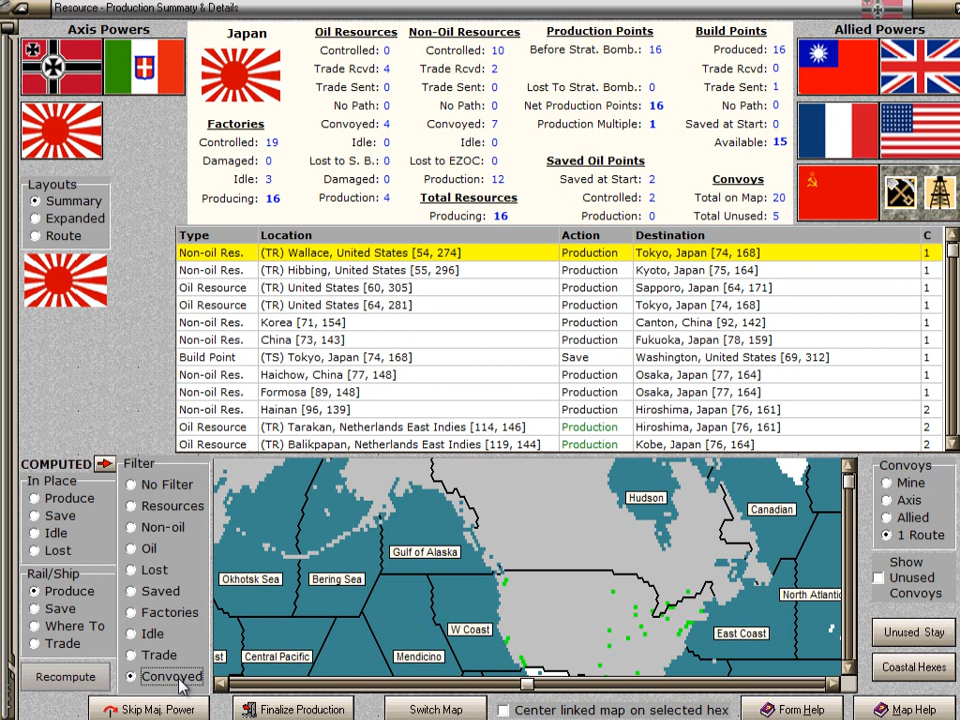 Resource - Production Summary & Details
Axis Powers
Japan
Factories
Controlled: 19
Damaged: 0
Idle: 3
Producing: 16
Oil Resources
Controlled: 0
Trade Rcvd: 4
Trade Sent: 0
No Path: 0
Convoyed: 4
Idle: 0
Lost to S. B.: 0
Damaged: 0
Production: 4
Non-Oil Resources
Controlled: 10
Trade Rcvd: 2
Trade Sent: 0
No Path: 0
Convoyed: 7
Idle: 0
Lost to EZOC: 0
Production: 12
Total Resources
Producing: 16
Production Points
Before Strat. Bomb.: 16
Lost To Strat. Bomb.: 0
Net Production Points: 16
Production Multiple: 1
Saved Oil Points
Saved at Start: 2
Controlled: 2
Production: 0
Build Points
Produced: 16
Trade Rcvd: 0
Trade Sent: 1
No Path: 0
Saved at Start: 0
Available: 15
Convoys
Total on Map: 20
Total Unused: 5
Allied Powers
Layouts
Summary
Expanded
Route
Type Location Action Destination C
Non-oil Res. (TR) Wallace, United States [54, 274] Production Tokyo, Japan [74, 168] 1
Non-oil Res. (TR) Hibbing, United States [55, 296] Production Kyoto, Japan [75, 164] 1
Oil Resource (TR) United States [60, 305] Production Sapporo, Japan [64, 171] 1
Oil Resource (TR) United States [64, 281] Production Tokyo, Japan [74, 168] 1
Non-oil Res. Korea [71, 154] Production Canton, China [92, 142] 1
Non-oil Res. China [73, 143] Production Fukuoka, Japan [78, 159] 1
Build Point (TS) Tokyo, Japan [74, 168] Save Washington, United States [69, 312] 1
Non-oil Res. Haichow, China [77, 148] Production Osaka, Japan [77, 164] 1
Non-oil Res. Formosa [89, 148] Production Osaka, Japan [77, 164] 1
Non-oil Res. Hainan [96, 139] Production Hiroshima, Japan [76, 161] 2
Oil Resource (TR) Tarakan, Netherlands East Indies [114, 146] Production Hiroshima, Japan [76, 161] 2
Oil Resource (TR) Balikpapan, Netherlands East Indies [119, 144] Production Kobe, Japan [76, 164] 2
COMPUTED
In Place
Produce
Save
Idle
Lost
Rail/Ship
Produce
Save
Where To
Trade
Recompute
Filter
No Filter
Resources
Non-oil
Oil
Lost
Saved
Factories
Idle
Trade
Convoyed
Hudson
Canadian
Gulf of Alaska
Okhotsk Sea
Bering Sea
North Atlantic
W Coast
East Coast
st
Central Pacific
Mendicino
Convoys
Mine
Axis
Allied
1 Route
Show
Unused
Convoys
Unused Stay
Coastal Hexes
Skip Maj. Power
Finalize Production
Switch Map
Center linked map on selected hex
Form Help
Map Help